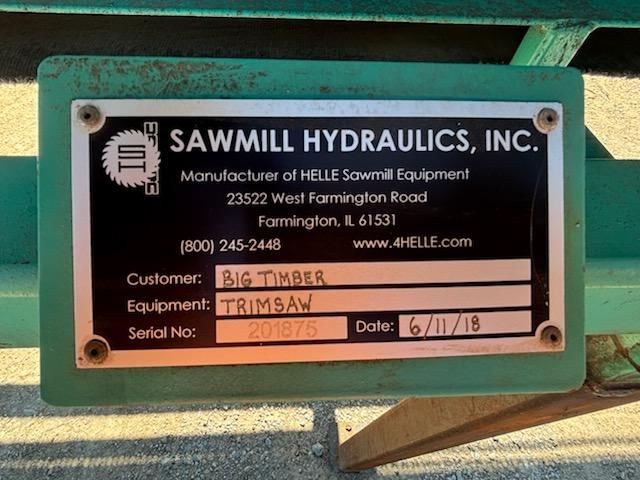 SAWMILL HYDRAULICS, INC.
Manufacturer of HELLE Sawmill Equipment
23522 West Farmington Road
Farmington, IL 61531
(800) 245-2448 www.4HELLE.com
Customer: BIG TIMBER
Equipment: TRIMSAW
Serial No: 201875 Date: 6/11/18